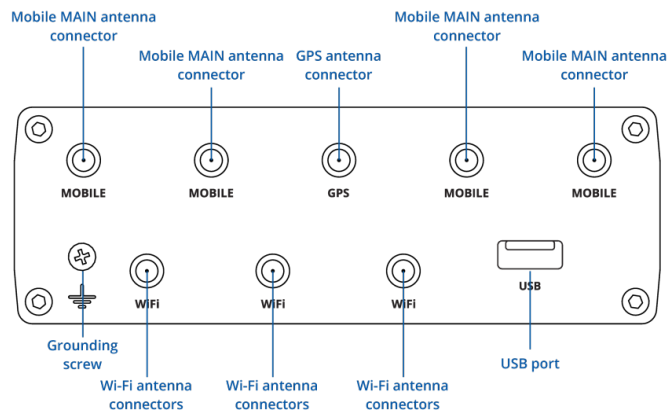 Mobile MAIN antenna
connector
Mobile MAIN antenna
connector
GPS antenna
connector
Mobile MAIN antenna
connector
Mobile MAIN antenna
connector
MOBILE
MOBILE
GPS
MOBILE
MOBILE
WiFi
WiFi
WiFi
USB
Grounding
screw
Wi-Fi antenna
connectors
Wi-Fi antenna
connectors
Wi-Fi antenna
connectors
USB port